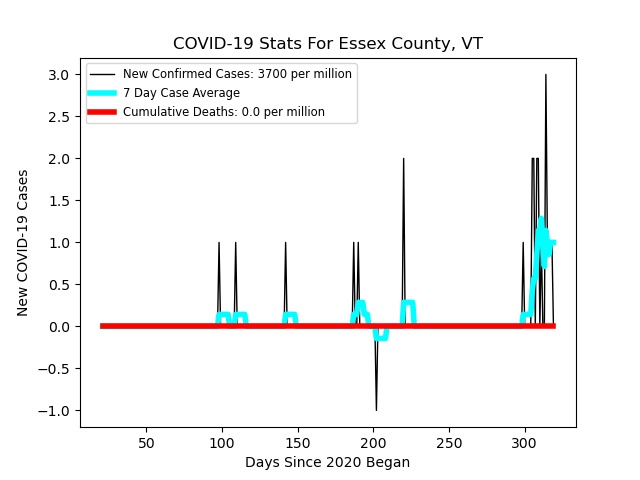 COVID-19 Stats For Essex County, VT
New Confirmed Cases: 3700 per million
7 Day Case Average
Cumulative Deaths: 0.0 per million
3.0
2.5
2.0
1.5
1.0
0.5
0.0
−0.5
−1.0
New COVID-19 Cases
50 100 150 200 250 300
Days Since 2020 Began